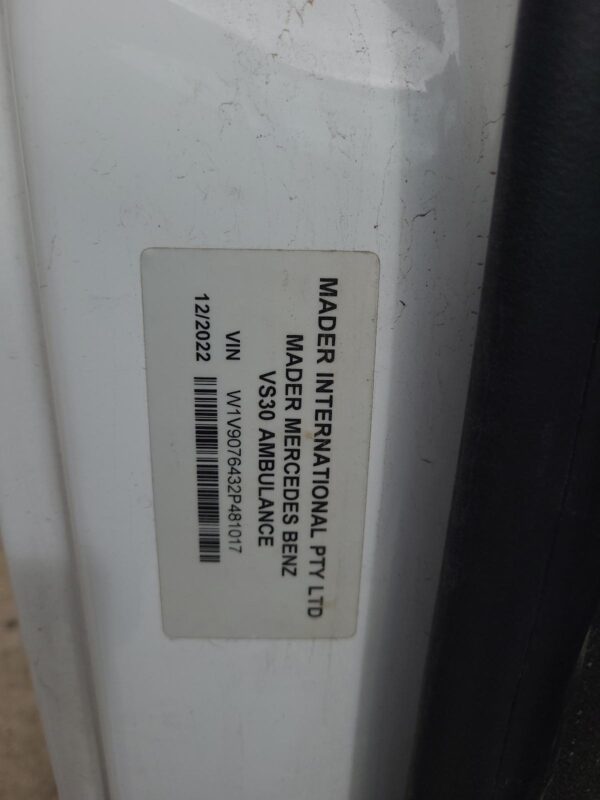 MADER INTERNATIONAL PTY LTD
MADER MERCEDES BENZ
VS30 AMBULANCE
VIN W1V9076432P481017
12/2022